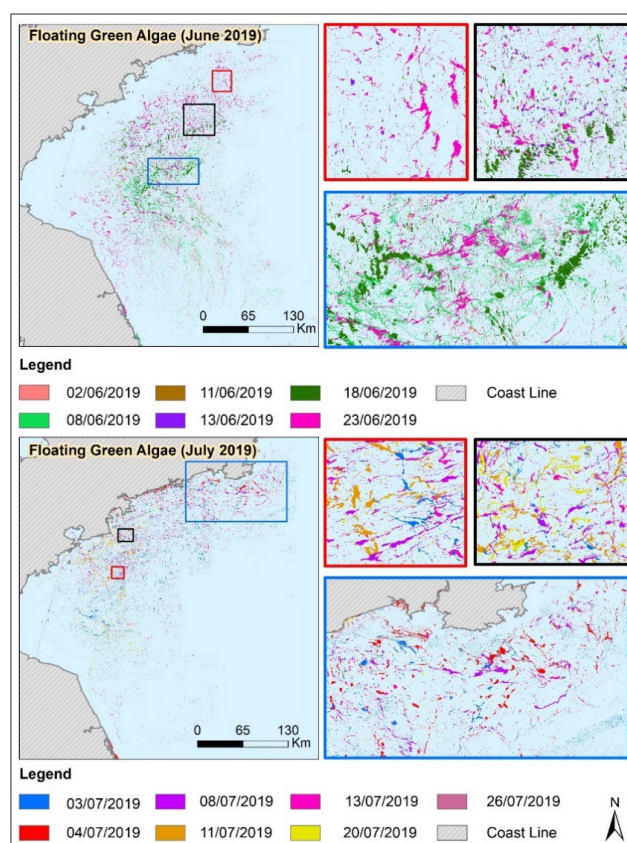 Floating Green Algae (June 2019)
0 65 130
Km
Legend
02/06/2019 11/06/2019 18/06/2019 Coast Line
08/06/2019 13/06/2019 23/06/2019
Floating Green Algae (July 2019)
0 65 130
Km
Legend
03/07/2019 08/07/2019 13/07/2019 26/07/2019
04/07/2019 11/07/2019 20/07/2019 Coast Line
N